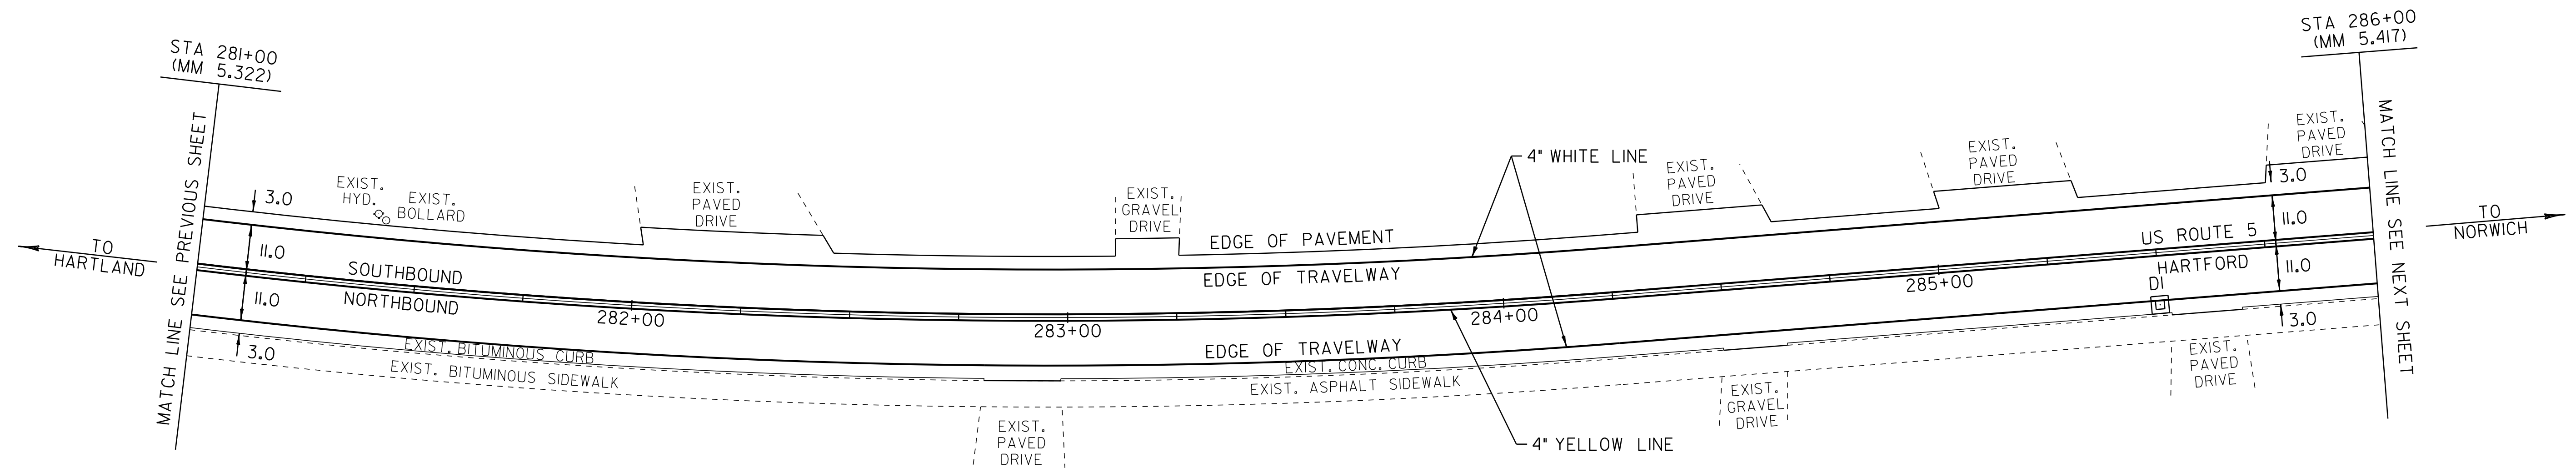 STA 281+00
(MM 5.322)
MATCH LINE SEE PREVIOUS SHEET
TO
HARTLAND
3.0
EXIST.
HYD.
EXIST.
BOLLARD
11.0
11.0
3.0
SOUTHBOUND
NORTHBOUND
EXIST. BITUMINOUS CURB
EXIST. BITUMINOUS SIDEWALK
282+00
EXIST.
PAVED
DRIVE
283+00
EXIST.
PAVED
DRIVE
EXIST.
GRAVEL
DRIVE
EDGE OF PAVEMENT
EDGE OF TRAVELWAY
EDGE OF TRAVELWAY
EXIST. CONC. CURB
EXIST. ASPHALT SIDEWALK
4" WHITE LINE
284+00
4" YELLOW LINE
EXIST.
PAVED
DRIVE
EXIST.
GRAVEL
DRIVE
EXIST.
PAVED
DRIVE
285+00
US ROUTE 5
HARTFORD
DI
EXIST.
PAVED
DRIVE
3.0
11.0
11.0
3.0
EXIST.
PAVED
DRIVE
STA 286+00
(MM 5.417)
MATCH LINE SEE NEXT SHEET
TO
NORWICH